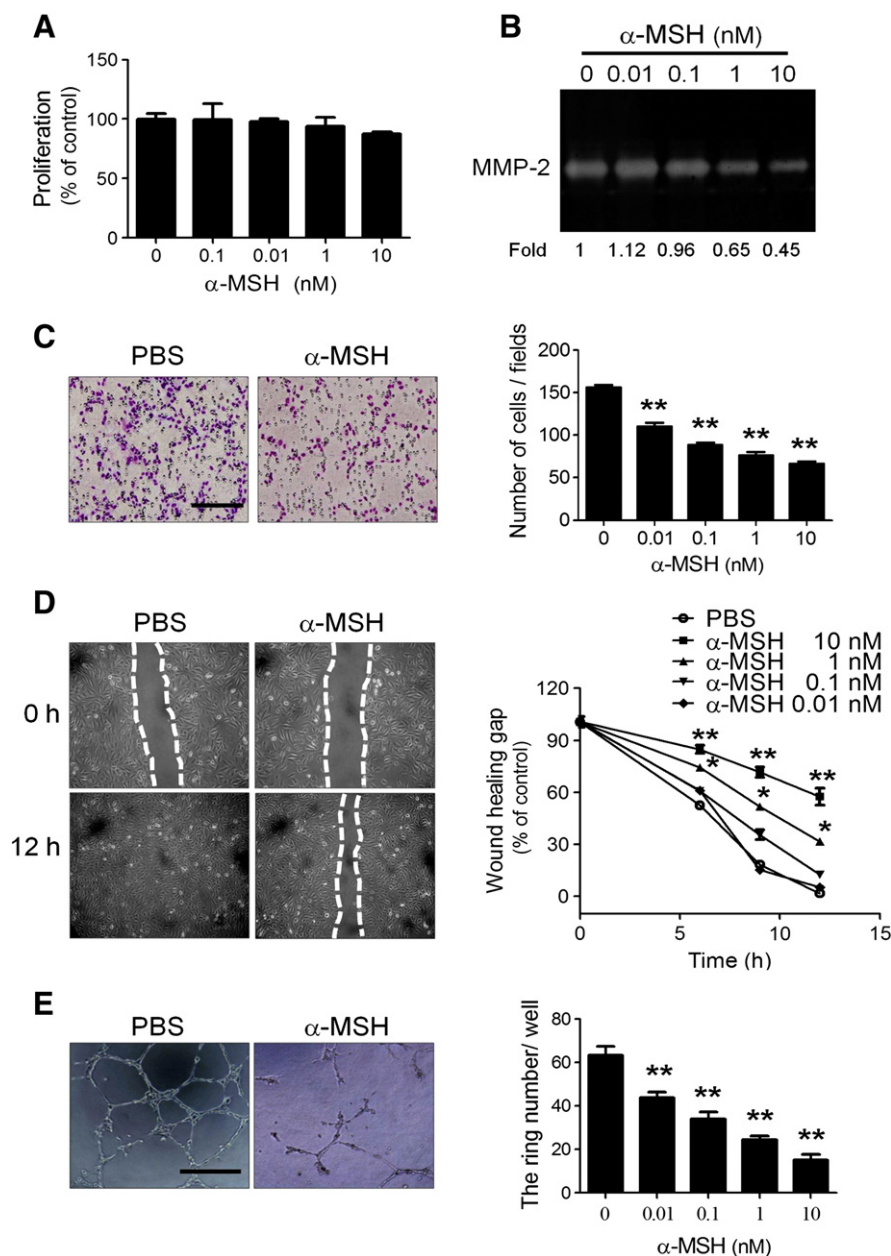 A
Proliferation
(% of control)
150
100
50
0
0 0.1 0.01 1 10
α-MSH (nM)
B
α-MSH (nM)
0 0.01 0.1 1 10
MMP-2
Fold 1 1.12 0.96 0.65 0.45
C
PBS α-MSH
Number of cells / fields
200
150
100
50
0
** ** ** **
0 0.01 0.1 1 10
α-MSH (nM)
D
PBS α-MSH
0 h
12 h
PBS
α-MSH 10 nM
α-MSH 1 nM
α-MSH 0.1 nM
α-MSH 0.01 nM
Wound healing gap
(% of control)
120
90
60
30
0
** ** **
* * *
0 5 10 15
Time (h)
E
PBS α-MSH
The ring number/ well
80
60
40
20
0
** ** ** **
0 0.01 0.1 1 10
α-MSH (nM)